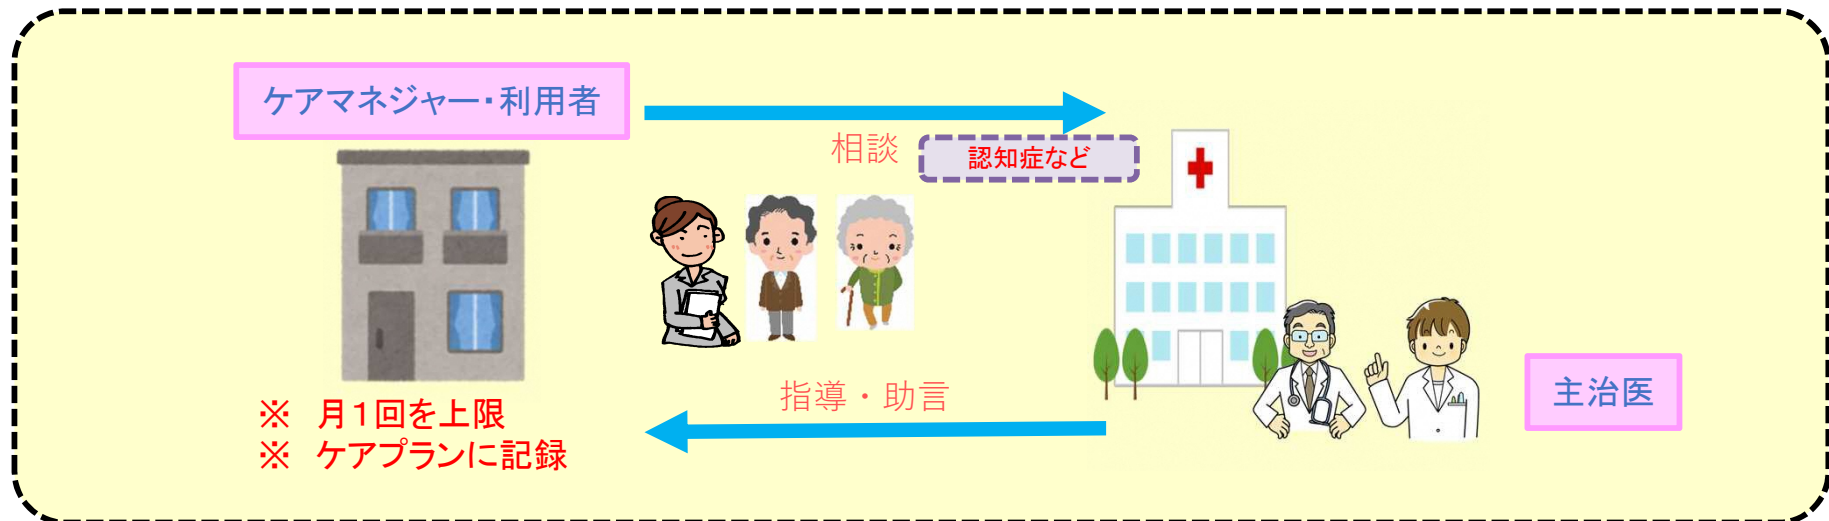 ケアマネジャー・利用者
相談
認知症など
指導・助言
主治医
※　月１回を上限
※　ケアプランに記録